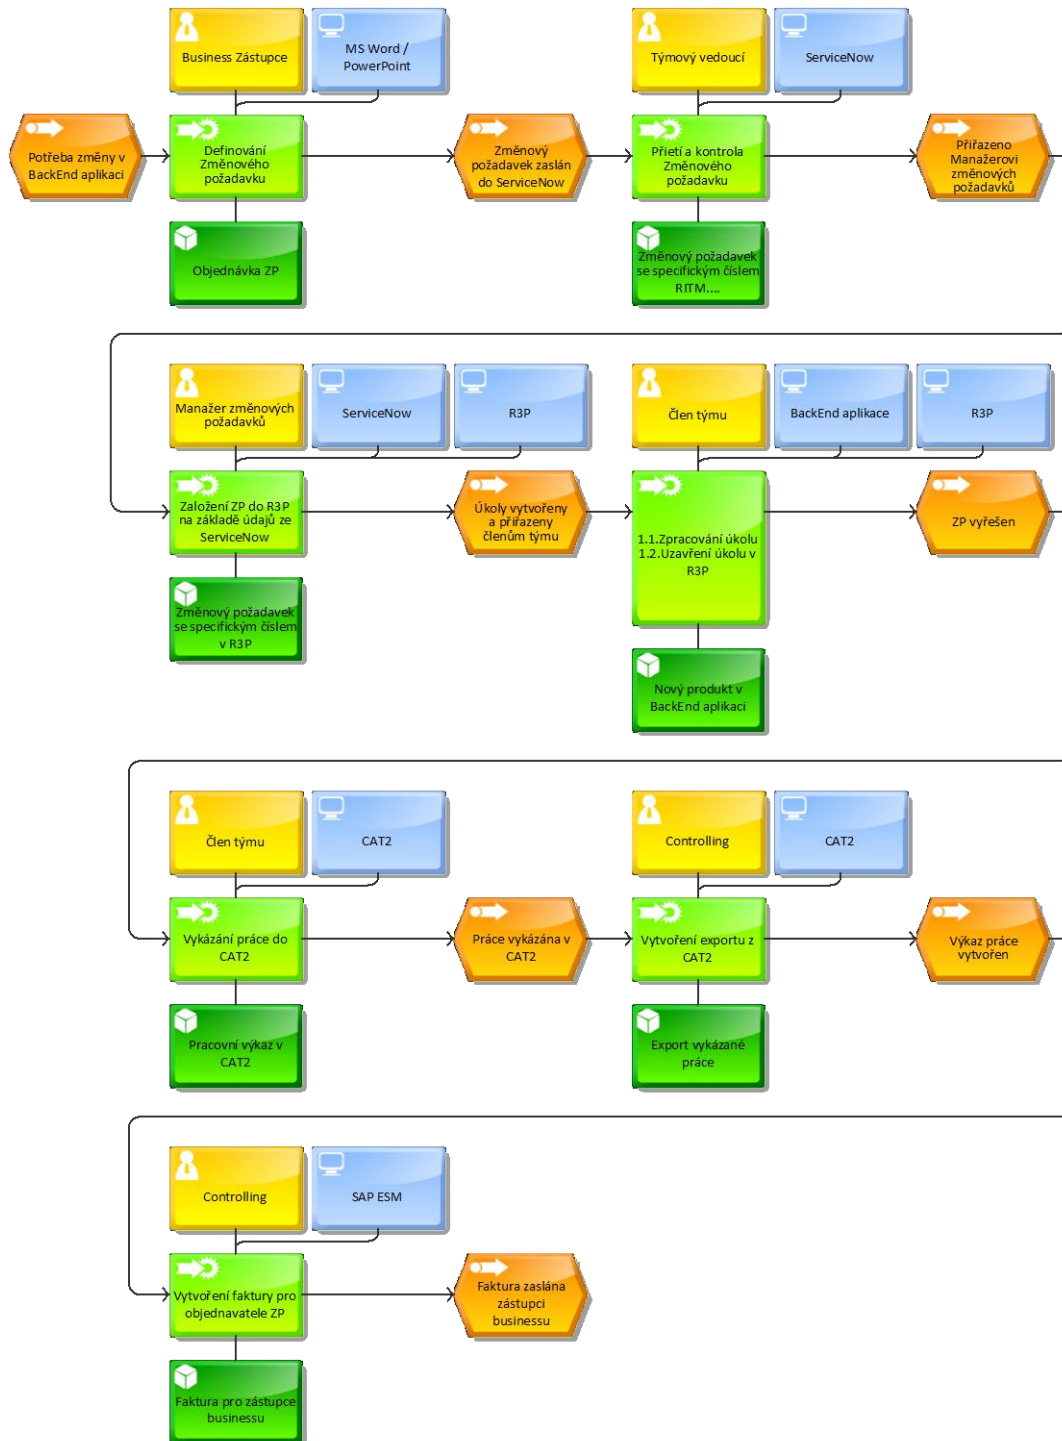 Business Zástupce
MS Word /
PowerPoint
Týmový vedoucí
ServiceNow
Potřeba změny v
BackEnd aplikaci
Definování
Změnového
požadavku
Změnový
požadavek zaslán
do ServiceNow
Přietí a kontrola
Změnového
požadavku
Přiřazeno
Manažerovi
změnových
požadavků
Objednávka ZP
Změnový požadavek
se specifickým číslem
RITM....
Manažer změnových
požadavků
ServiceNow
R3P
Člen týmu
BackEnd aplikace
R3P
Založení ZP do R3P
na základě údajů ze
ServiceNow
Úkoly vytvořeny
a přiřazeny
členům týmu
1.1.Zpracování úkolu
1.2.Uzavření úkolu v
R3P
ZP vyřešen
Změnový požadavek
se specifickým číslem
v R3P
Nový produkt v
BackEnd aplikaci
Člen týmu
CAT2
Controlling
CAT2
Vykázání práce do
CAT2
Práce vykázána v
CAT2
Vytvoření exportu z
CAT2
Výkaz práce
vytvořen
Pracovní výkaz v
CAT2
Export vykázané
práce
Controlling
SAP ESM
Vytvoření faktury pro
objednavatele ZP
Faktura zaslána
zástupci
businessu
Faktura pro zástupce
businessu